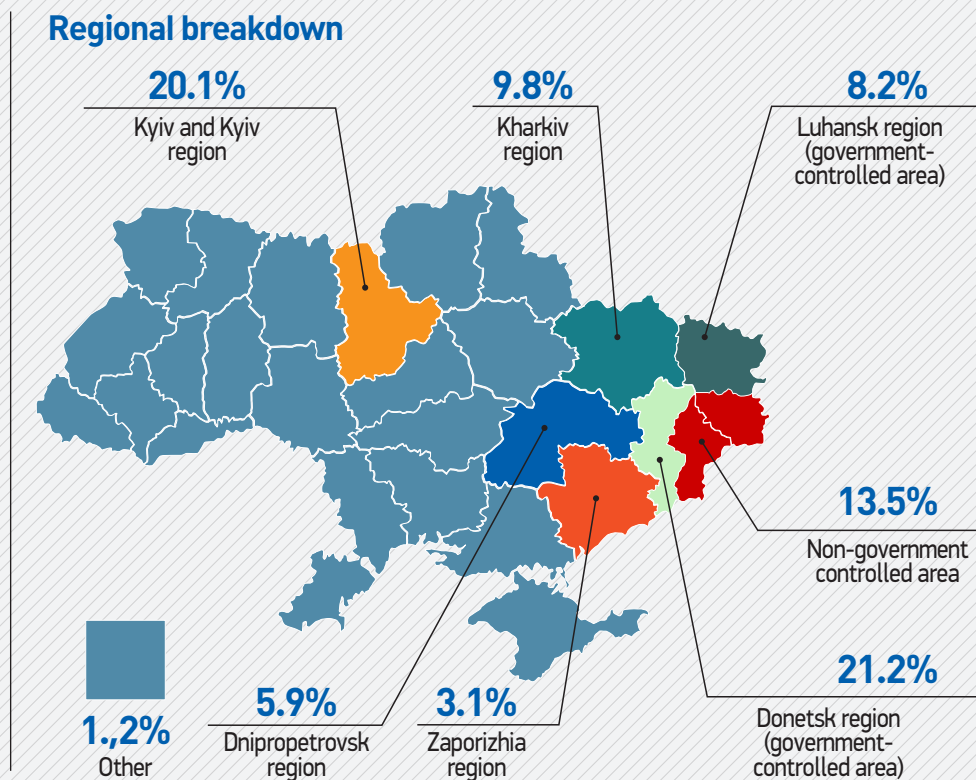 Regional breakdown
20.1%
Kyiv and Kyiv
region
9.8%
Kharkiv
region
8.2%
Luhansk region
(government-
controlled area)
13.5%
Non-government
controlled area
21.2%
Donetsk region
(government-
controlled area)
3.1%
Zaporizhia
region
5.9%
Dnipropetrovsk
region
1.,2%
Other